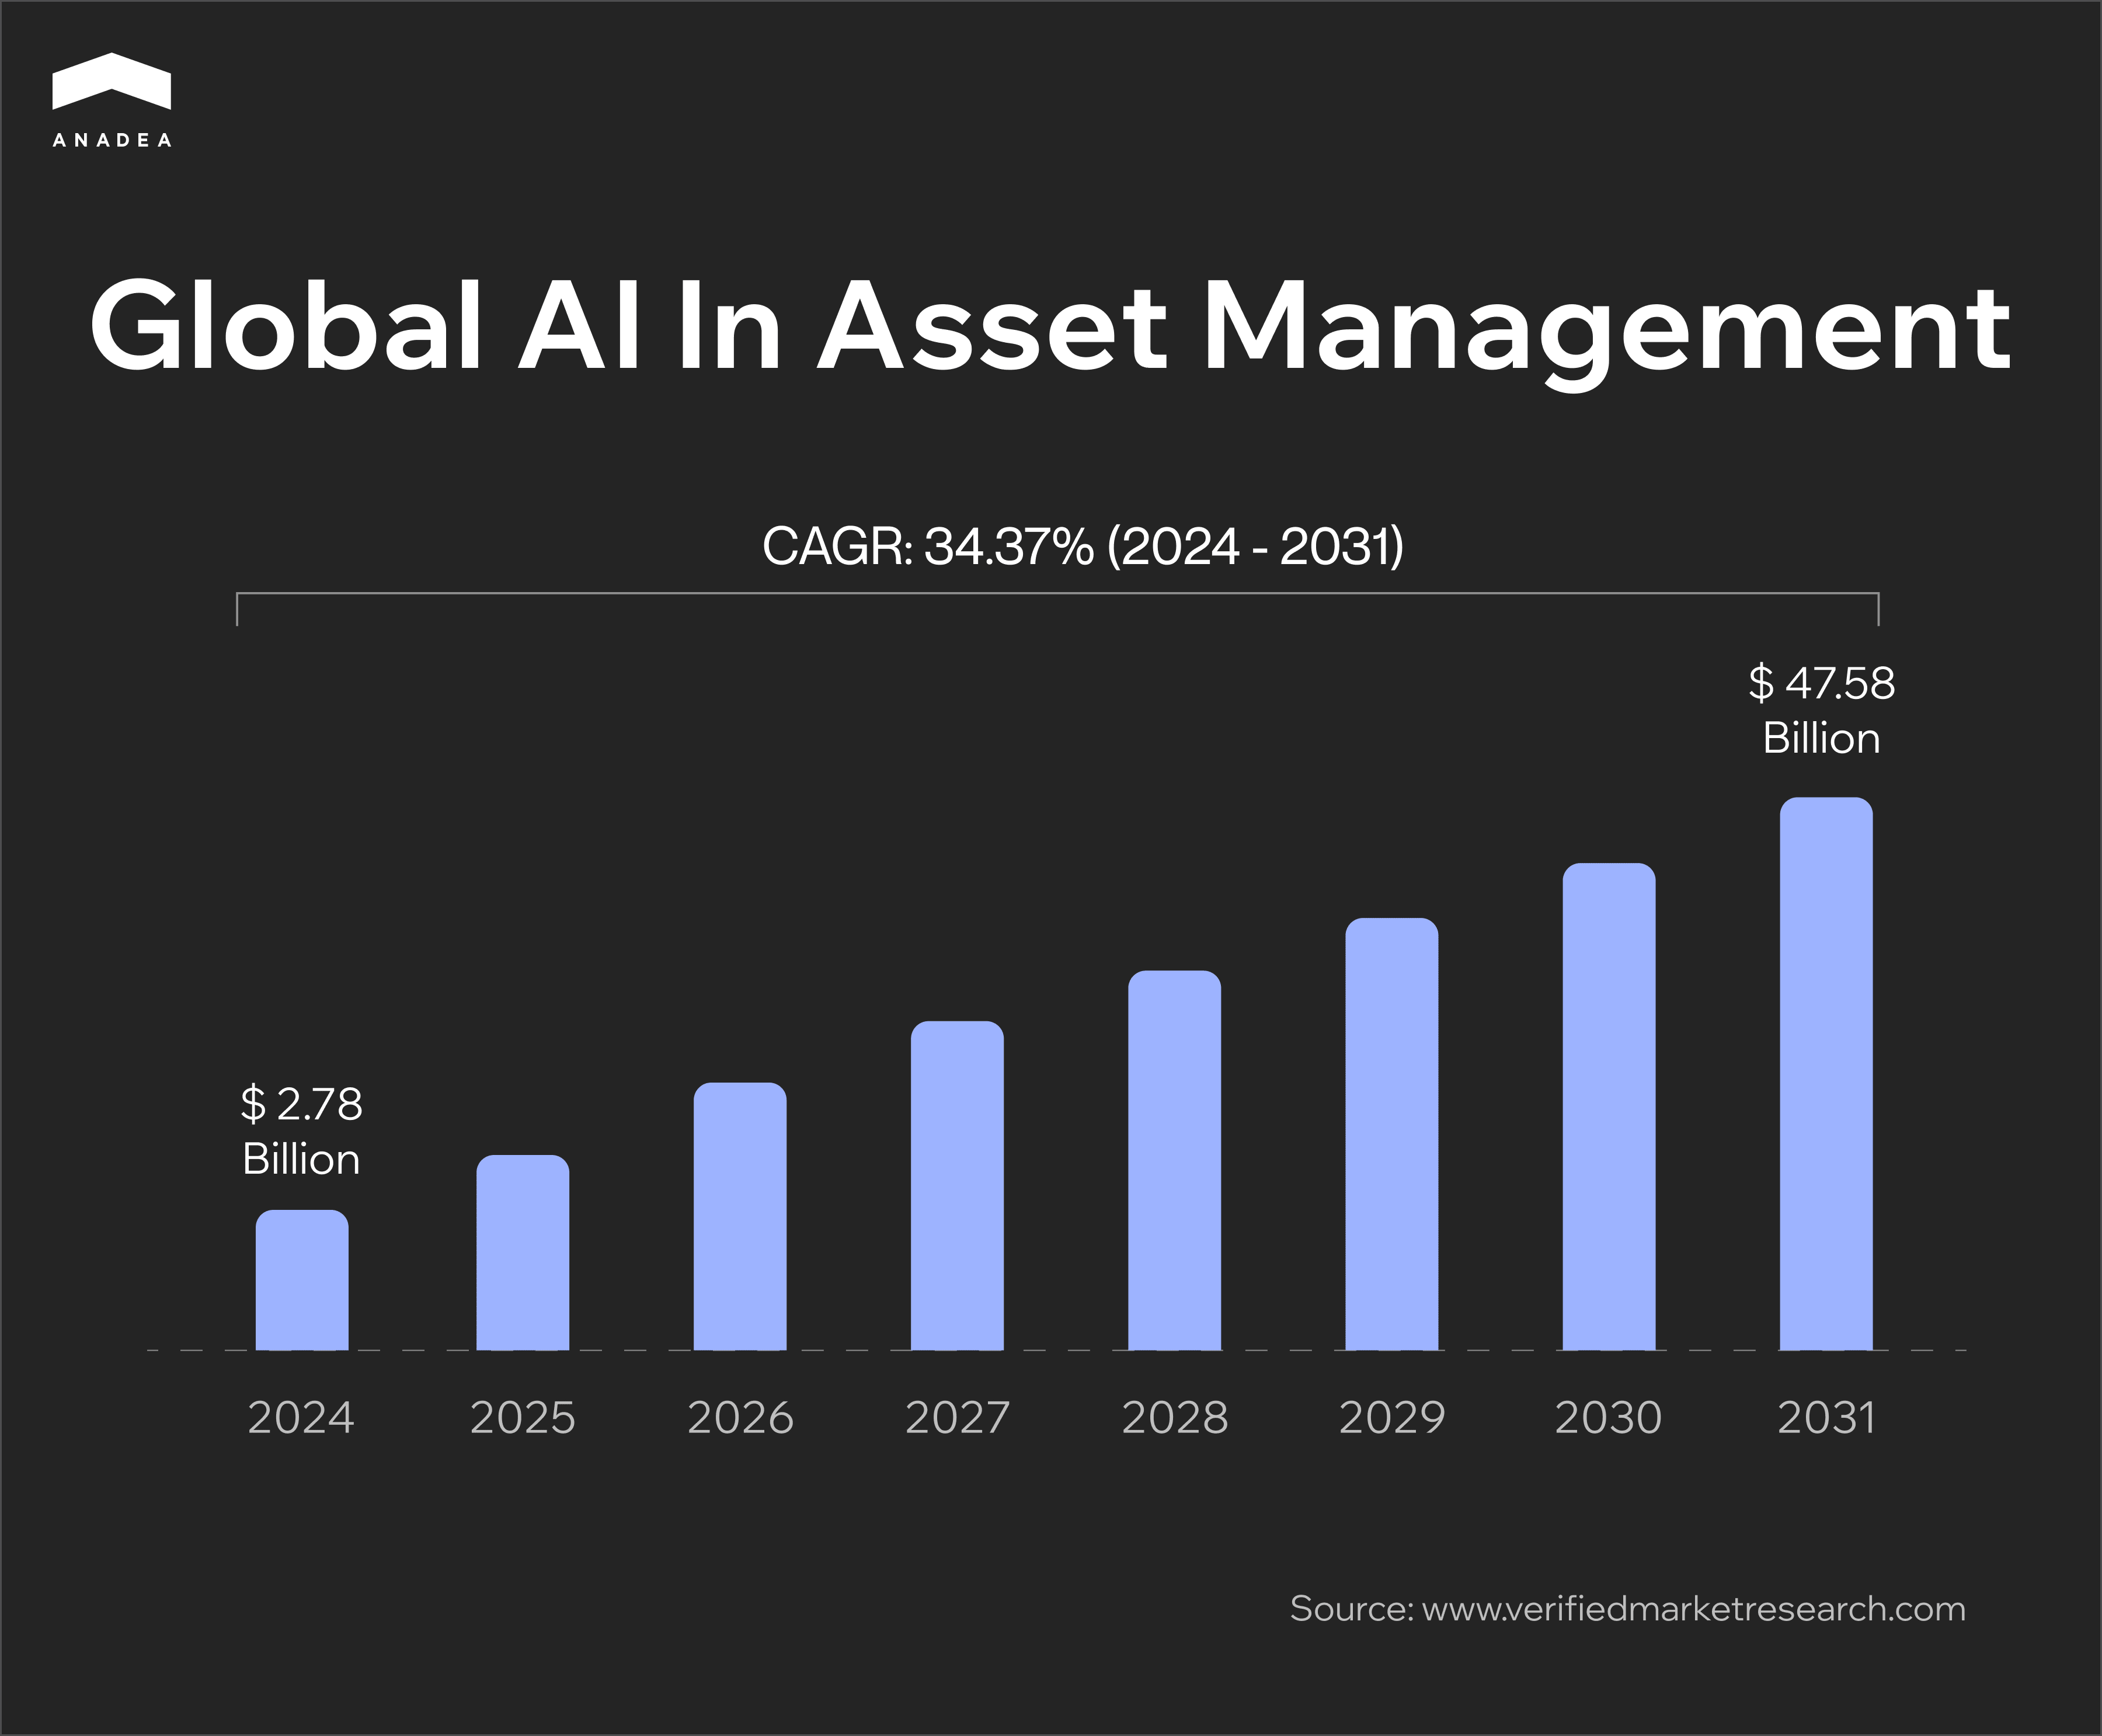 ANADEA
Global AI In Asset Management
CAGR: 34.37% (2024 - 2031)
$ 47.58
Billion
$ 2.78
Billion
2024 2025 2026 2027 2028 2029 2030 2031
Source: www.verifiedmarketresearch.com